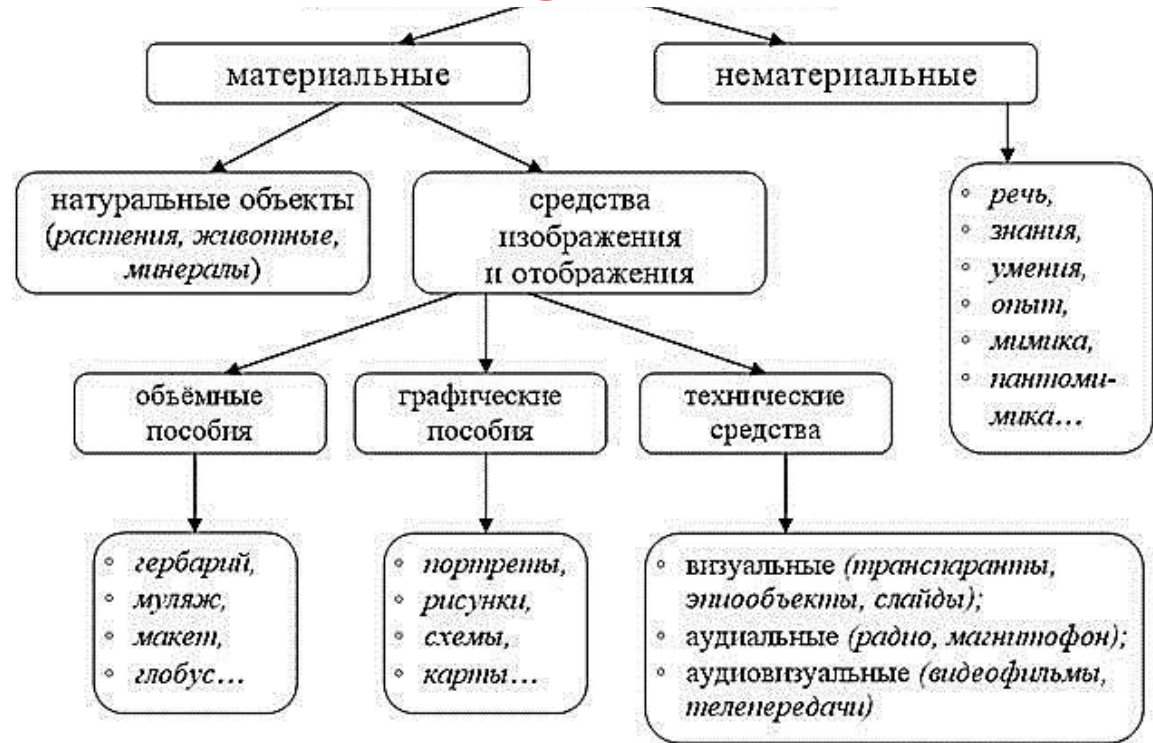 материальные
нематериальные
натуральные объекты
(растения, животные,
минералы)
средства
изображения
и отображения
речь,
знания,
умения,
опыт,
мимика,
пантоми-
мика...
объёмные
пособия
графические
пособия
технические
средства
гербарий,
муляж,
макет,
глобус...
портреты,
рисунки,
схемы,
карты...
визуальные (транспаранты,
эпиообъекты, слайды);
аудиальные (радио, магнитофон);
аудиовизуальные (видеофильмы,
телепередачи)